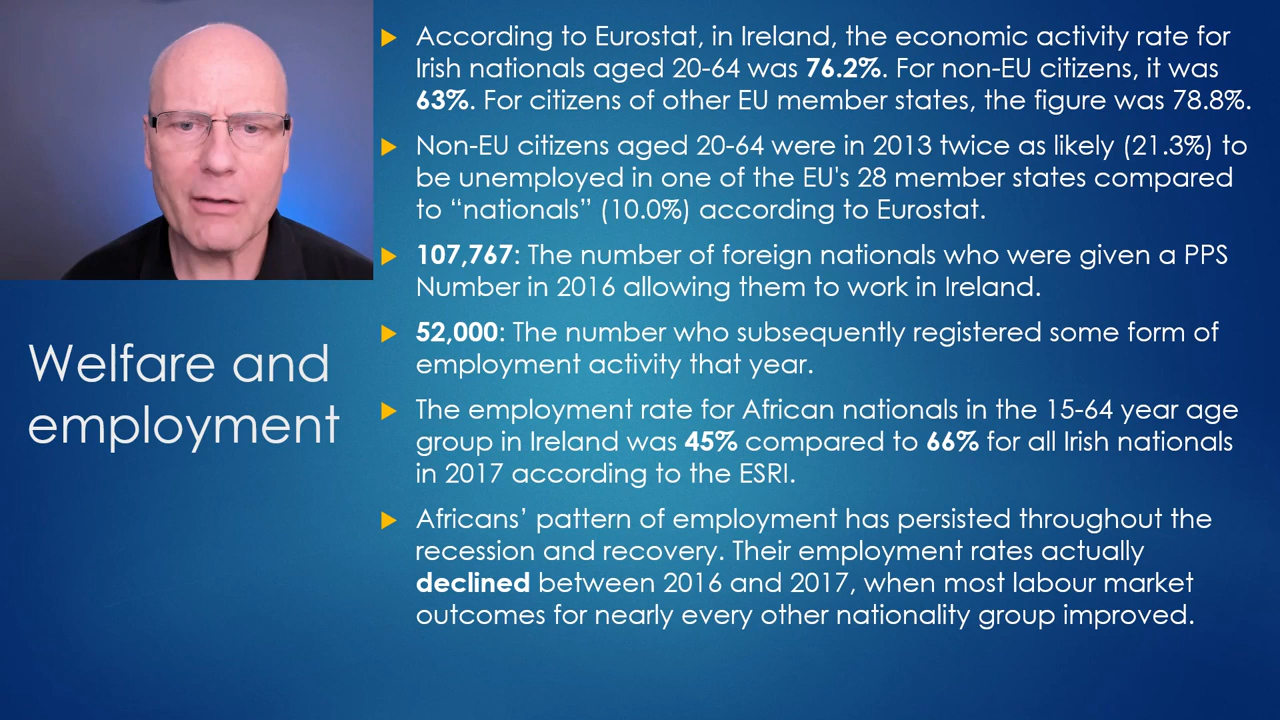 According to Eurostat, in Ireland, the economic activity rate for
Irish nationals aged 20-64 was 76.2%. For non-EU citizens, it was
63%. For citizens of other EU member states, the figure was 78.8%.
Non-EU citizens aged 20-64 were in 2013 twice as likely (21.3%) to
be unemployed in one of the EU's 28 member states compared
to “nationals” (10.0%) according to Eurostat.
107,767: The number of foreign nationals who were given a PPS
Number in 2016 allowing them to work in Ireland.
52,000: The number who subsequently registered some form of
employment activity that year.
The employment rate for African nationals in the 15-64 year age
group in Ireland was 45% compared to 66% for all Irish nationals
in 2017 according to the ESRI.
Africans’ pattern of employment has persisted throughout the
recession and recovery. Their employment rates actually
declined between 2016 and 2017, when most labour market
outcomes for nearly every other nationality group improved.
Welfare and
employment